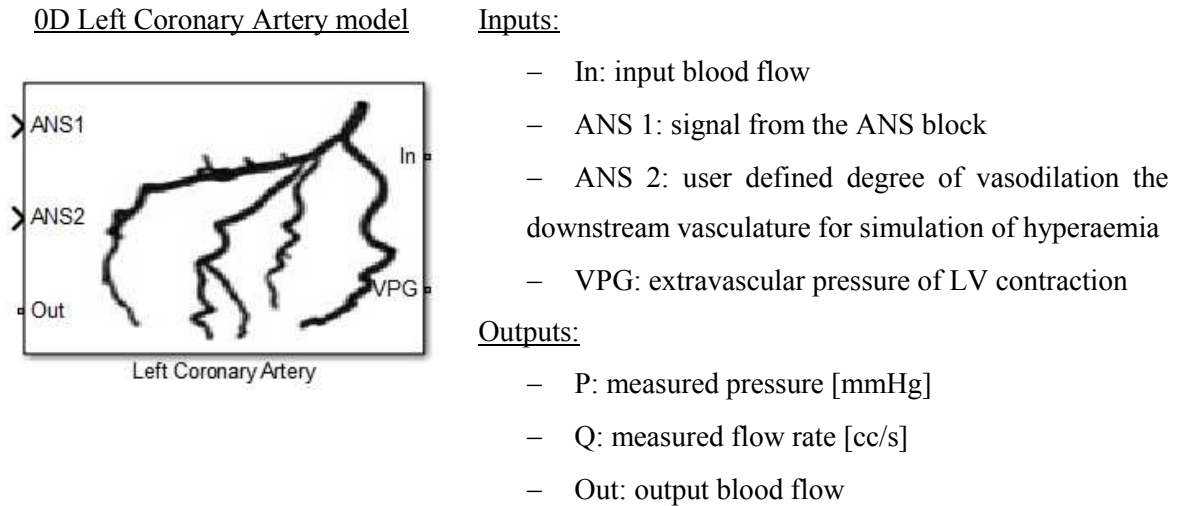 0D Left Coronary Artery model
ANS1
In
ANS2
VPG
Out
Left Coronary Artery
Inputs:
− In: input blood flow
− ANS 1: signal from the ANS block
− ANS 2: user defined degree of vasodilation the
downstream vasculature for simulation of hyperaemia
− VPG: extravascular pressure of LV contraction
Outputs:
− P: measured pressure [mmHg]
− Q: measured flow rate [cc/s]
− Out: output blood flow